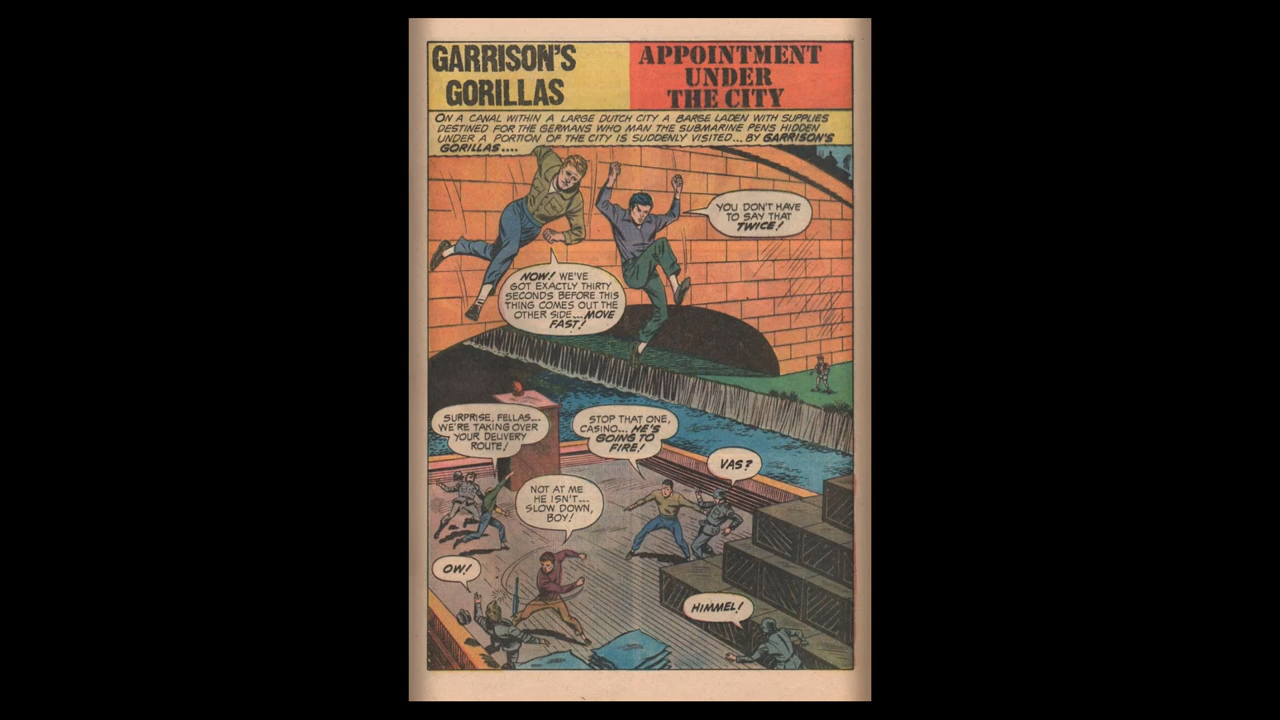 GARRISON'S
GORILLAS
APPOINTMENT
UNDER
THE CITY
ON A CANAL WITHIN A LARGE DUTCH CITY A BARGE LADEN WITH SUPPLIES
DESTINED FOR THE GERMANS WHO MAN THE SUBMARINE PENS HIDDEN
UNDER A PORTION OF THE CITY IS SUDDENLY VISITED... BY GARRISON'S
GORILLAS....
YOU DON'T HAVE
TO SAY THAT
TWICE!
NOW! WE'VE
GOT EXACTLY THIRTY
SECONDS BEFORE THIS
THING COMES OUT THE
OTHER SIDE...MOVE
FAST!
SURPRISE, FELLAS...
WE'RE TAKING OVER
YOUR DELIVERY
ROUTE!
STOP THAT ONE,
CASINO... HE'S
GOING TO
FIRE!
VAS?
NOT AT ME
HE ISN'T...
SLOW DOWN,
BOY!
OW!
HIMMEL!